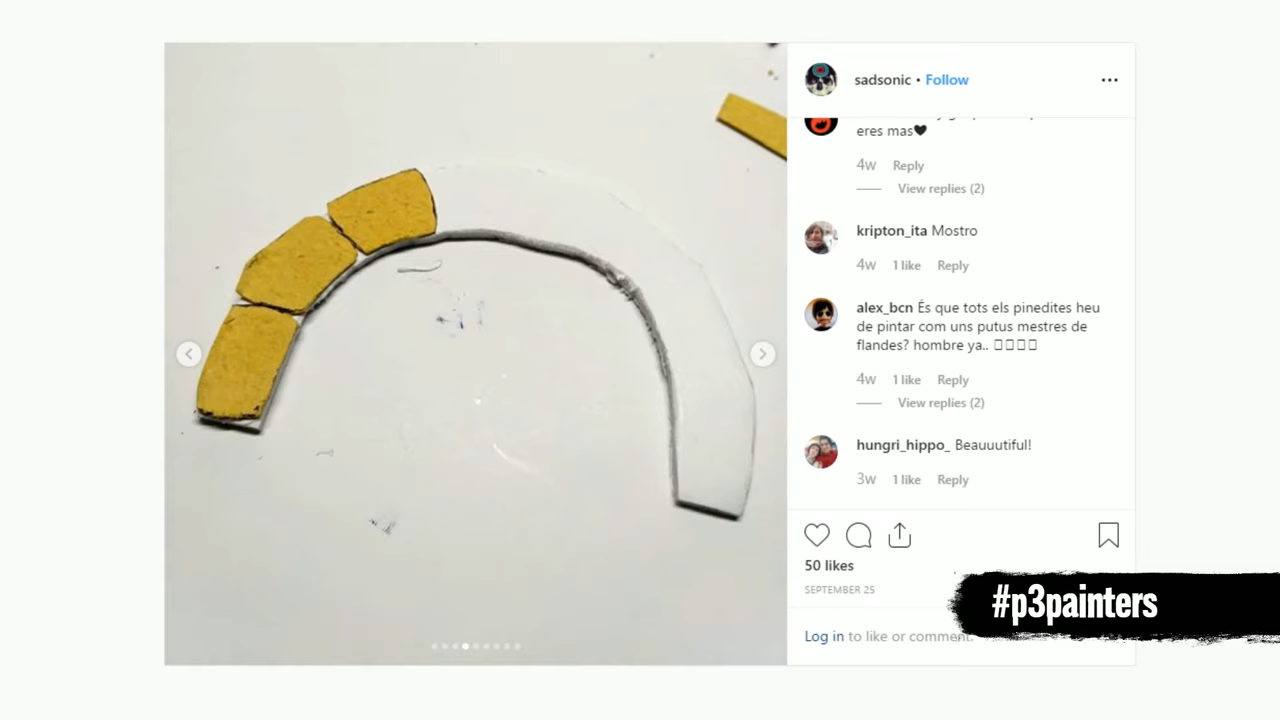 sadsonic • Follow
eres mas🖤
4w Reply
View replies (2)
kripton_ita Mostro
4w 1 like Reply
alex_bcn És que tots els pinedites heu
de pintar com uns putus mestres de
flandes? hombre ya.. □□□□
4w 1 like Reply
View replies (2)
hungri_hippo_ Beauuutiful!
3w 1 like Reply
50 likes
SEPTEMBER 25
Log in to like or comment.
#p3painters